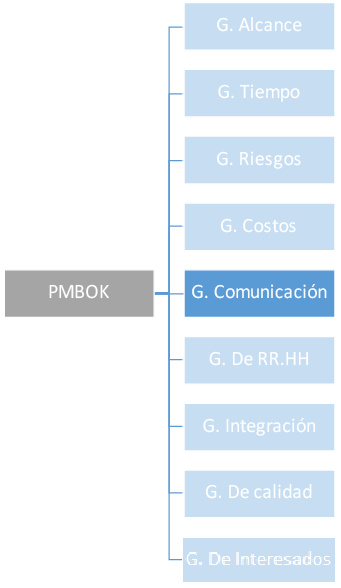 G. Alcance
G. Tiempo
G. Riesgos
G. Costos
PMBOK
G. Comunicación
G. De RR.HH
G. Integración
G. De calidad
G. De Interesados